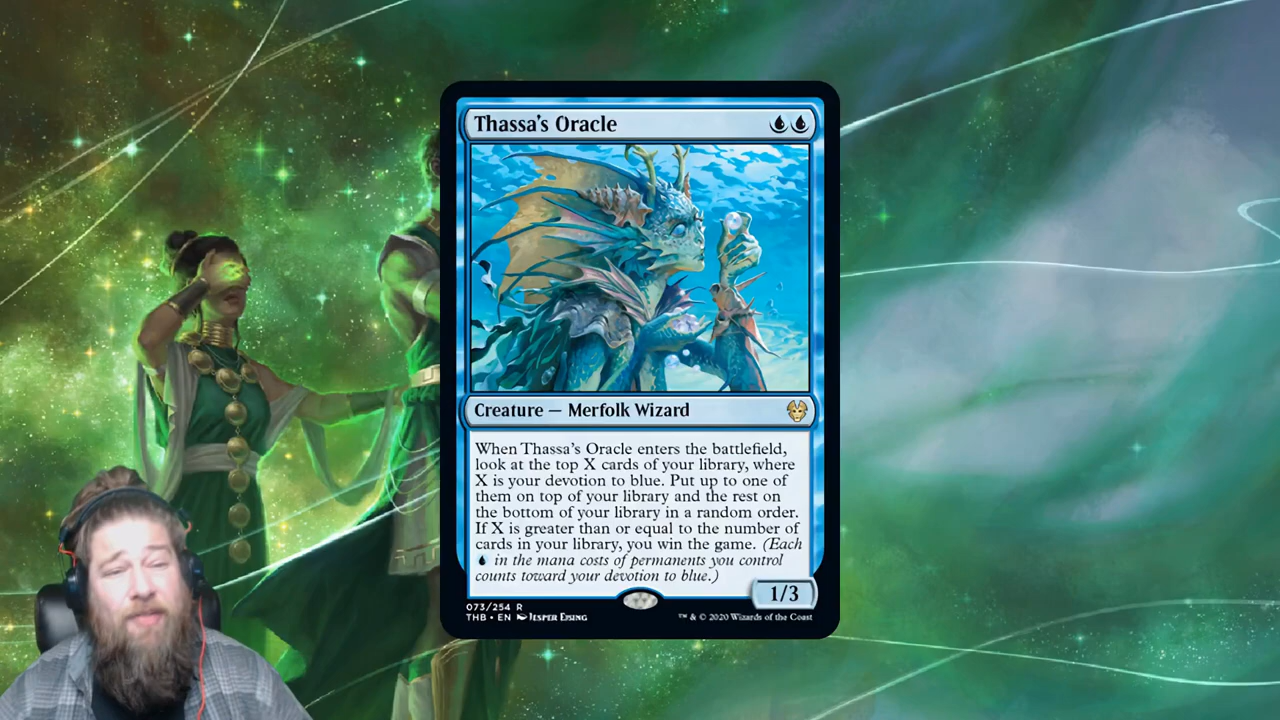 Thassa's Oracle
Creature — Merfolk Wizard
When Thassa's Oracle enters the battlefield,
look at the top X cards of your library, where
X is your devotion to blue. Put up to one of
them on top of your library and the rest on
the bottom of your library in a random order.
If X is greater than or equal to the number of
cards in your library, you win the game. (Each
in the mana costs of permanents you control
counts toward your devotion to blue.)
1/3
073/254 R
THB • EN Jesper Ejsing
™ & © 2020 Wizards of the Coast